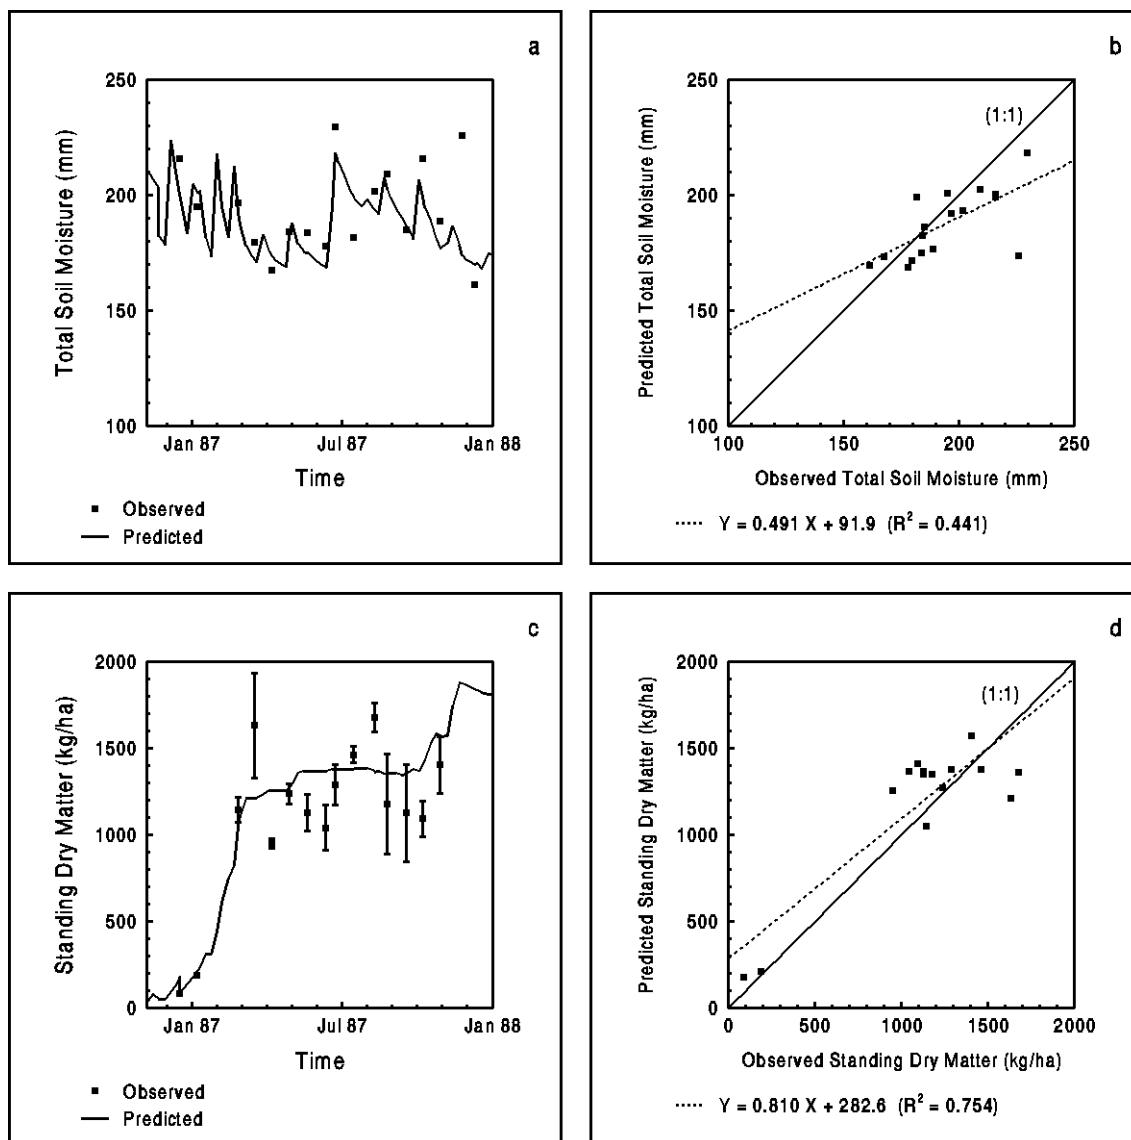 a
250
200
150
100
Total Soil Moisture (mm)
Jan 87
Jul 87
Jan 88
Time
Observed
Predicted
b
250
200
150
100
Predicted Total Soil Moisture (mm)
(1:1)
100
150
200
250
Observed Total Soil Moisture (mm)
Y = 0.491 X + 91.9 (R² = 0.441)
c
2000
1500
1000
500
0
Standing Dry Matter (kg/ha)
Jan 87
Jul 87
Jan 88
Time
Observed
Predicted
d
2000
1500
1000
500
0
Predicted Standing Dry Matter (kg/ha)
(1:1)
0
500
1000
1500
2000
Observed Standing Dry Matter (kg/ha)
Y = 0.810 X + 282.6 (R² = 0.754)